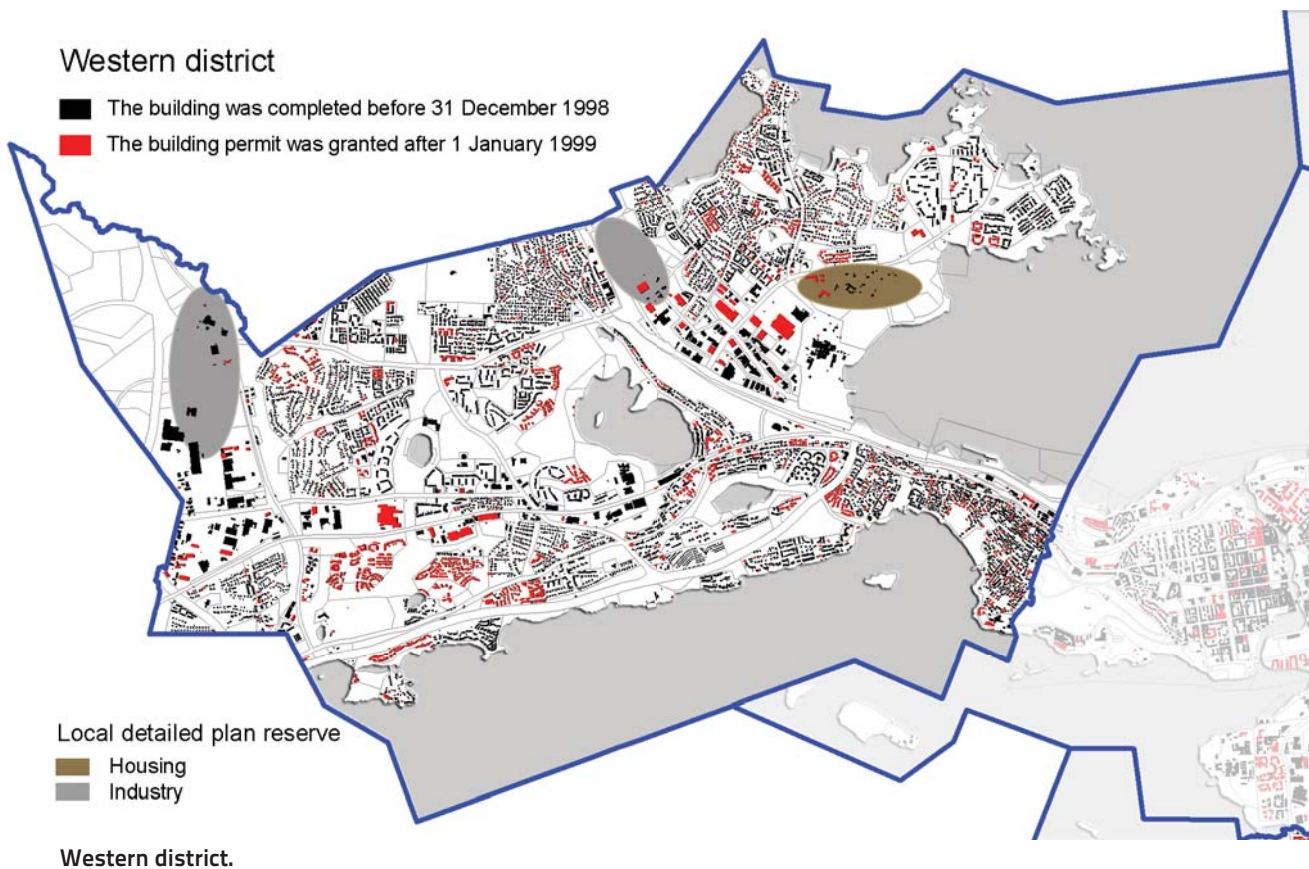 Western district
The building was completed before 31 December 1998
The building permit was granted after 1 January 1999
Local detailed plan reserve
Housing
Industry
Western district.